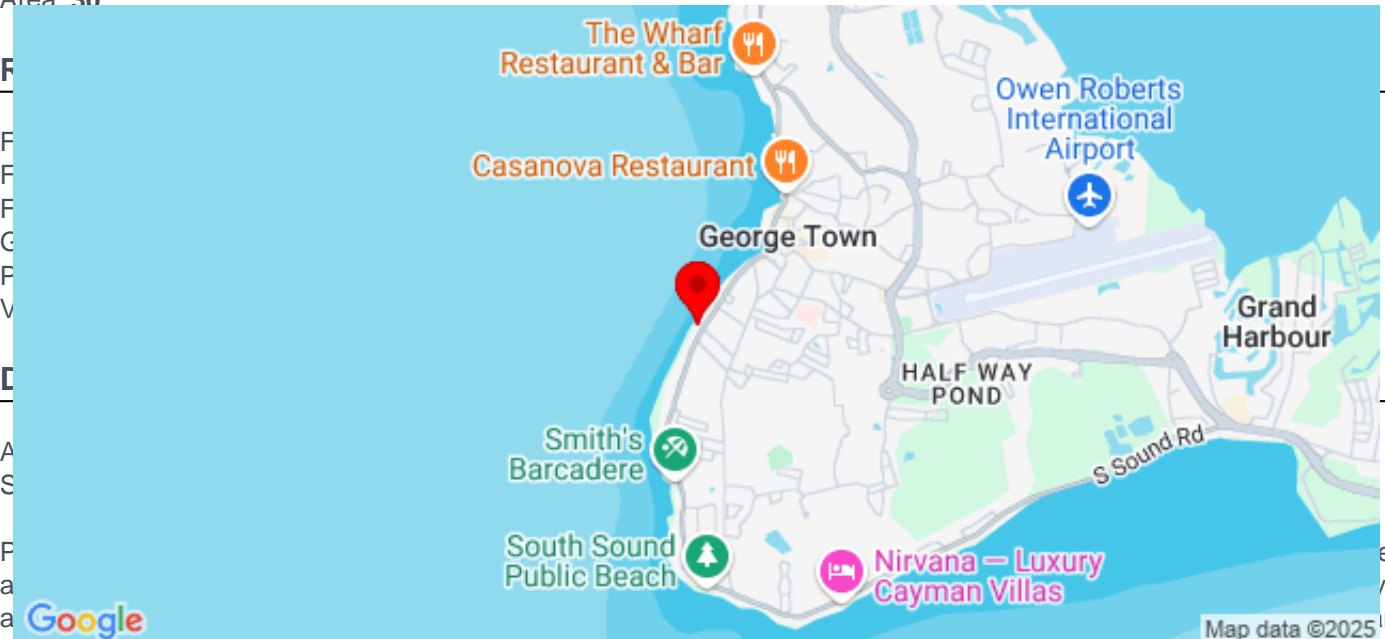 The Wharf
Restaurant & Bar
Owen Roberts
International
Airport
Casanova Restaurant
George Town
Grand
Harbour
HALF WAY
POND
Smith's
Barcadere
S Sound Rd
South Sound
Public Beach
Nirvana — Luxury
Cayman Villas
Google
Map data ©2025